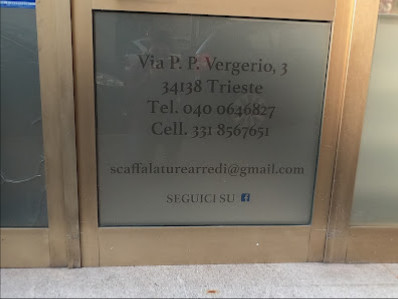 Via P. P. Vergerio, 3
34138 Trieste
Tel. 040 0646827
Cell. 331 8567651
scaffalaturearredi@gmail.com
SEGUICI SU f